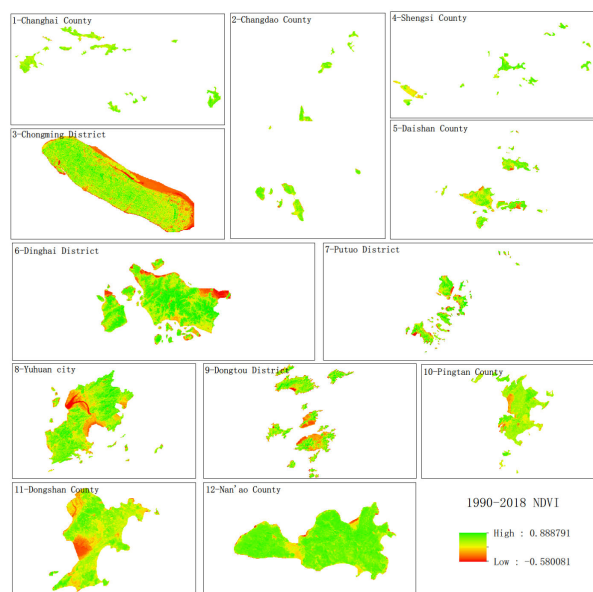 1-Changhai County
2-Changdao County
4-Shengsi County
3-Chongming District
5-Daishan County
6-Dinghai District
7-Putuo District
8-Yuhuan city
9-Dongtou District
10-Pingtan County
11-Dongshan County
12-Nan'ao County
1990-2018 NDVI
High : 0.888791
Low : -0.580081